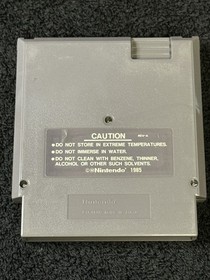 CAUTION
REV-A
●DO NOT STORE IN EXTREME TEMPERATURES.
●DO NOT IMMERSE IN WATER.
●DO NOT CLEAN WITH BENZENE, THINNER,
ALCOHOL OR OTHER SUCH SOLVENTS.
©Nintendo 1985